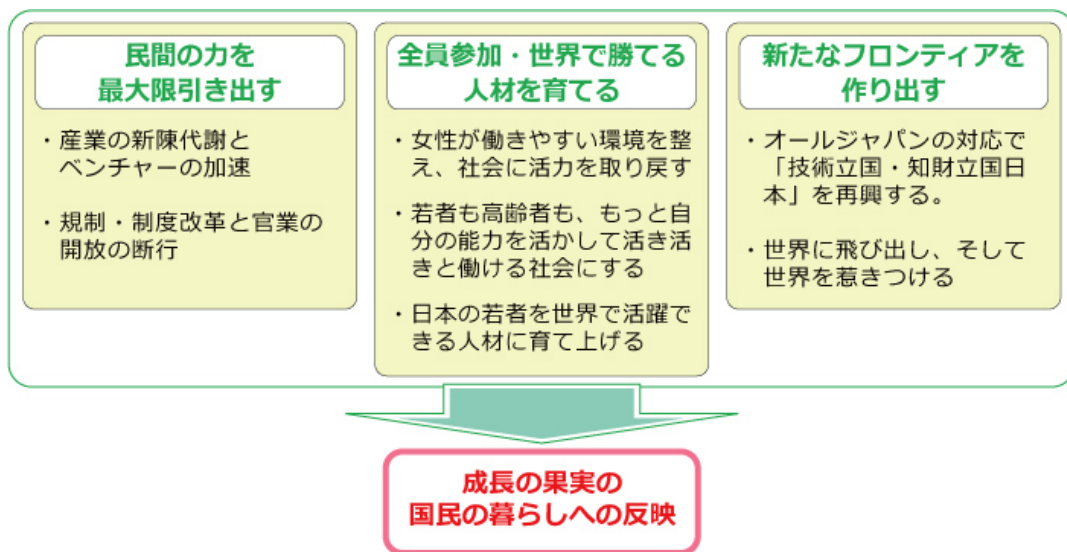 民間の力を
最大限引き出す
・産業の新陳代謝と
ベンチャーの加速
・規制・制度改革と官業の
開放の断行
全員参加・世界で勝てる
人材を育てる
・女性が働きやすい環境を整
え、社会に活力を取り戻す
・若者も高齢者も、もっと自
分の能力を活かして活き活
きと働ける社会にする
・日本の若者を世界で活躍で
きる人材に育て上げる
新たなフロンティアを
作り出す
・オールジャパンの対応で
「技術立国・知財立国日
本」を再興する。
・世界に飛び出し、そして
世界を惹きつける
成長の果実の
国民の暮らしへの反映